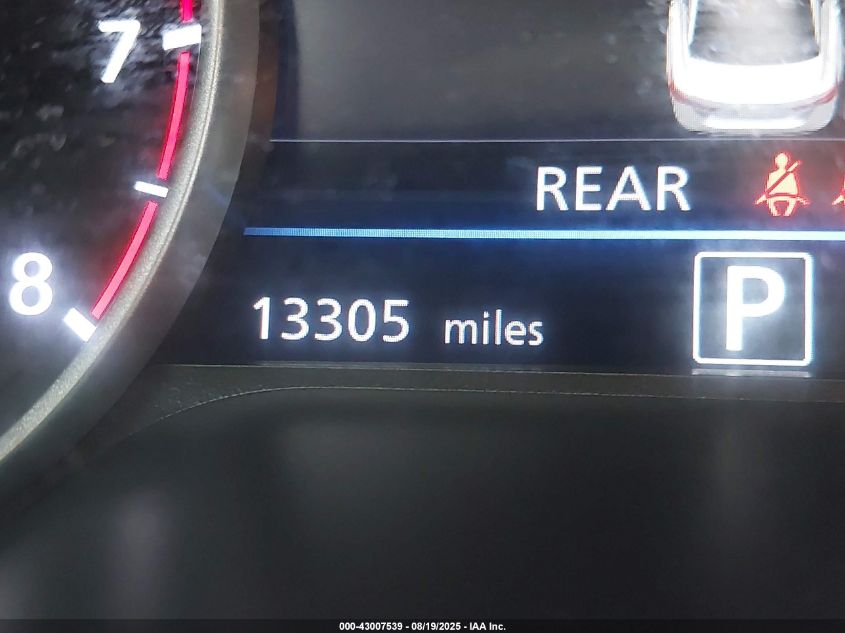 7
REAR
8
13305 miles
P
000-43007539 - 08/19/2025 - IAA Inc.